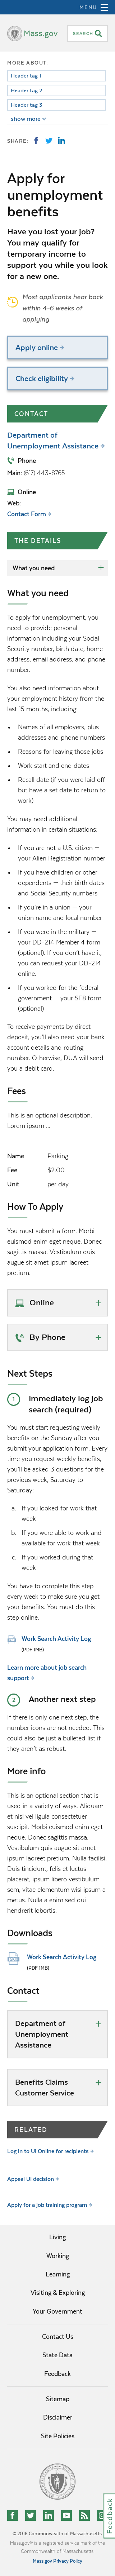 MENU
Mass.gov
SEARCH
MORE ABOUT
Header tag 1
Header tag 2
Header tag 3
show more
SHARE
Apply for
unemployment
benefits
Have you lost your job?
You may qualify for
temporary income to
support you while you look
for a new one.
Most applicants hear back
within 4-6 weeks of
applying
Apply online
Check eligibility
CONTACT
Department of
Unemployment Assistance
Phone
Main: (617) 443-8765
Online
Web:
Contact Form
THE DETAILS
What you need
What you need
To apply for unemployment, you
need to provide personal
information including your Social
Security number, birth date, home
address, email address, and phone
number.
You also need information about
your employment history from the
last 15 months, including:
Names of all employers, plus
addresses and phone numbers
Reasons for leaving those jobs
Work start and end dates
Recall date (if you were laid off
but have a set date to return to
work)
You may need additional
information in certain situations:
If you are not a U.S. citizen —
your Alien Registration number
If you have children or other
dependents — their birth dates
and Social Security numbers
If you're in a union — your
union name and local number
If you were in the military —
your DD-214 Member 4 form
(optional). If you don't have it,
you can request your DD-214
online.
If you worked for the federal
government — your SF8 form
(optional)
To receive payments by direct
deposit, you'll also need your bank
account details and routing
number. Otherwise, DUA will send
you a debit card.
Fees
This is an optional description.
Lorem ipsum ...
Name Parking
Fee $2.00
Unit per day
How To Apply
You must submit a form. Morbi
euismod enim eget neque. Donec
sagittis massa. Vestibulum quis
augue sit amet ipsum laoreet
pretium.
Online
By Phone
Next Steps
1 Immediately log job
search (required)
You must start requesting weekly
benefits on the Sunday after you
submit your application form. Every
time you request benefits weekly,
you'll be asked 3 questions for the
previous week, Saturday to
Saturday:
a. If you looked for work that
week
b. If you were able to work and
available for work that week
c. If you worked during that
week
You have to complete this step
every week to make sure you get
your benefits. You must do this
step online.
Work Search Activity Log
(PDF 1MB)
Learn more about job search
support
2 Another next step
If there is only one next step, the
number icon are not needed. This
could also be just a bulleted list if
they aren't in a robust.
More info
This is an optional section that is
used in a variety of areas. Aliquam
et nisl vel ligula consectetuer
suscipit. Morbi euismod enim eget
neque. Donec sagittis massa.
Vestibulum quis augue sit amet
ipsum laoreet pretium. Nulla facilisi.
Duis tincidunt, felis et luctus
placerat, ipsum libero vestibulum
sem, vitae elementum wisi ipsum
a metus. Nulla a enim sed dui
hendrerit lobortis.
Downloads
Work Search Activity Log
(PDF 1MB)
Contact
Department of
Unemployment
Assistance
Benefits Claims
Customer Service
RELATED
Log in to UI Online for recipients
Appeal UI decision
Apply for a job training program
Living
Working
Learning
Visiting & Exploring
Your Government
Contact Us
State Data
Feedback
Sitemap
Disclaimer
Site Policies
Feedback
© 2018 Commonwealth of Massachusetts.
Mass.gov® is a registered service mark of the
Commonwealth of Massachusetts.
Mass.gov Privacy Policy